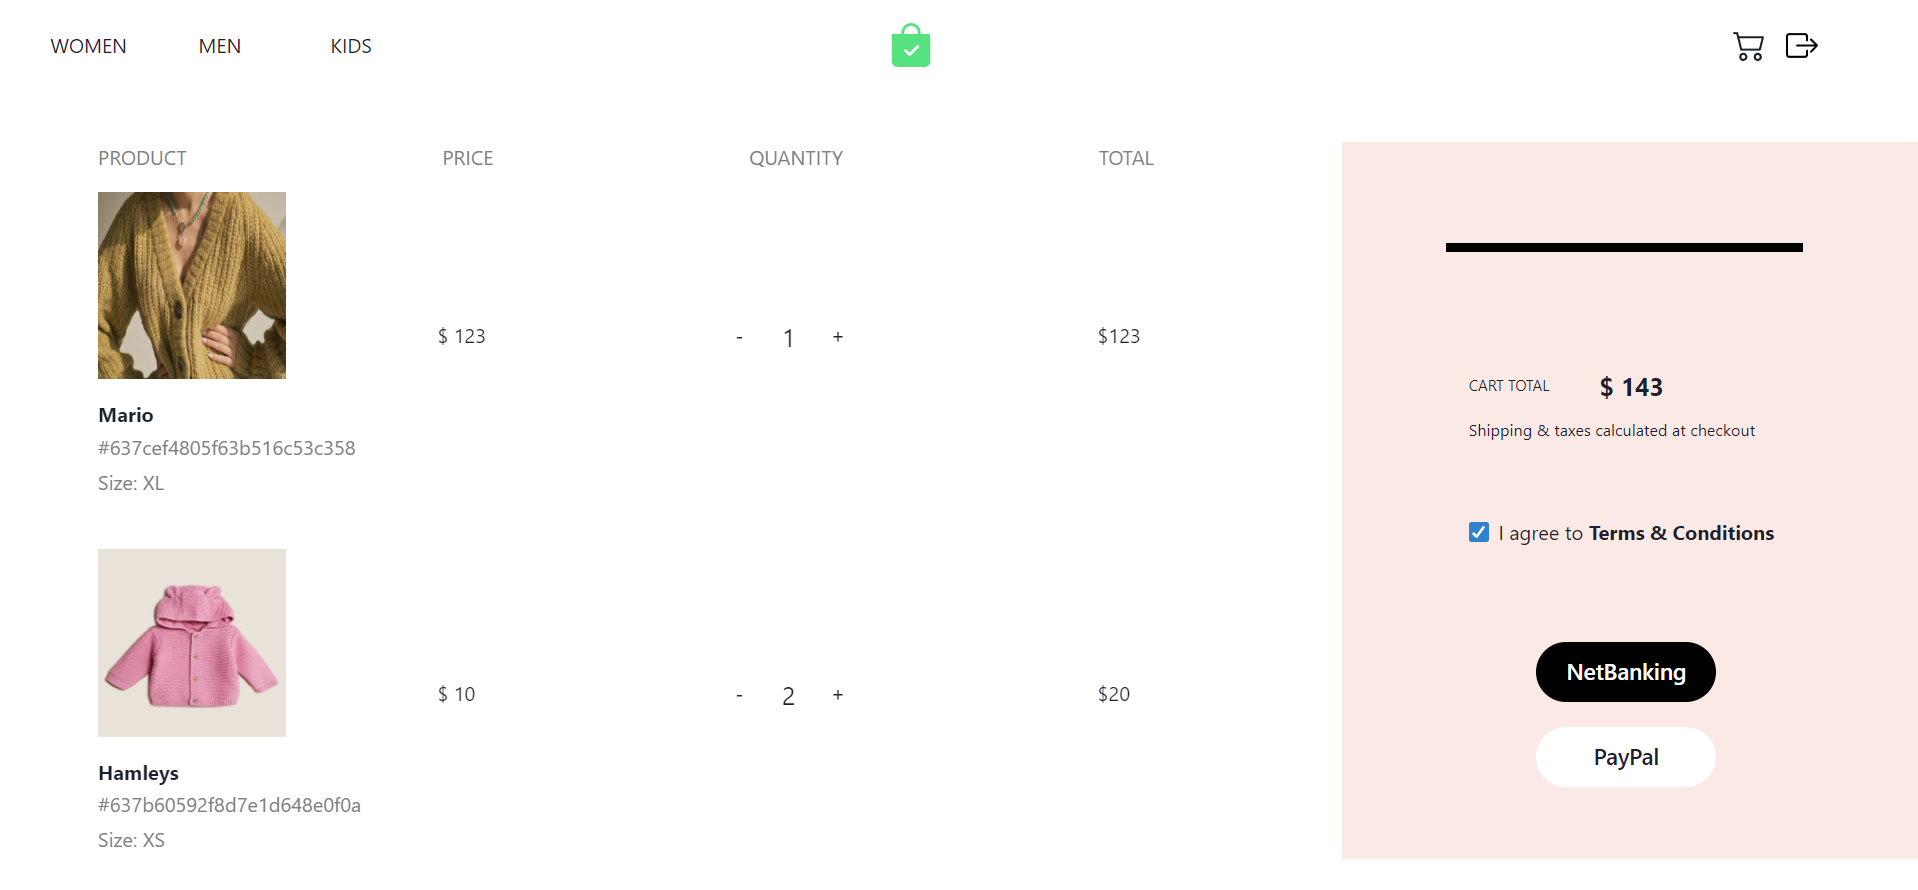 WOMEN MEN KIDS
PRODUCT PRICE QUANTITY TOTAL
$ 123 - 1 + $123
Mario
#637cef4805f63b516c53c358
Size: XL
$ 10 - 2 + $20
Hamleys
#637b60592f8d7e1d648e0f0a
Size: XS
CART TOTAL $ 143
Shipping & taxes calculated at checkout
I agree to Terms & Conditions
NetBanking
PayPal